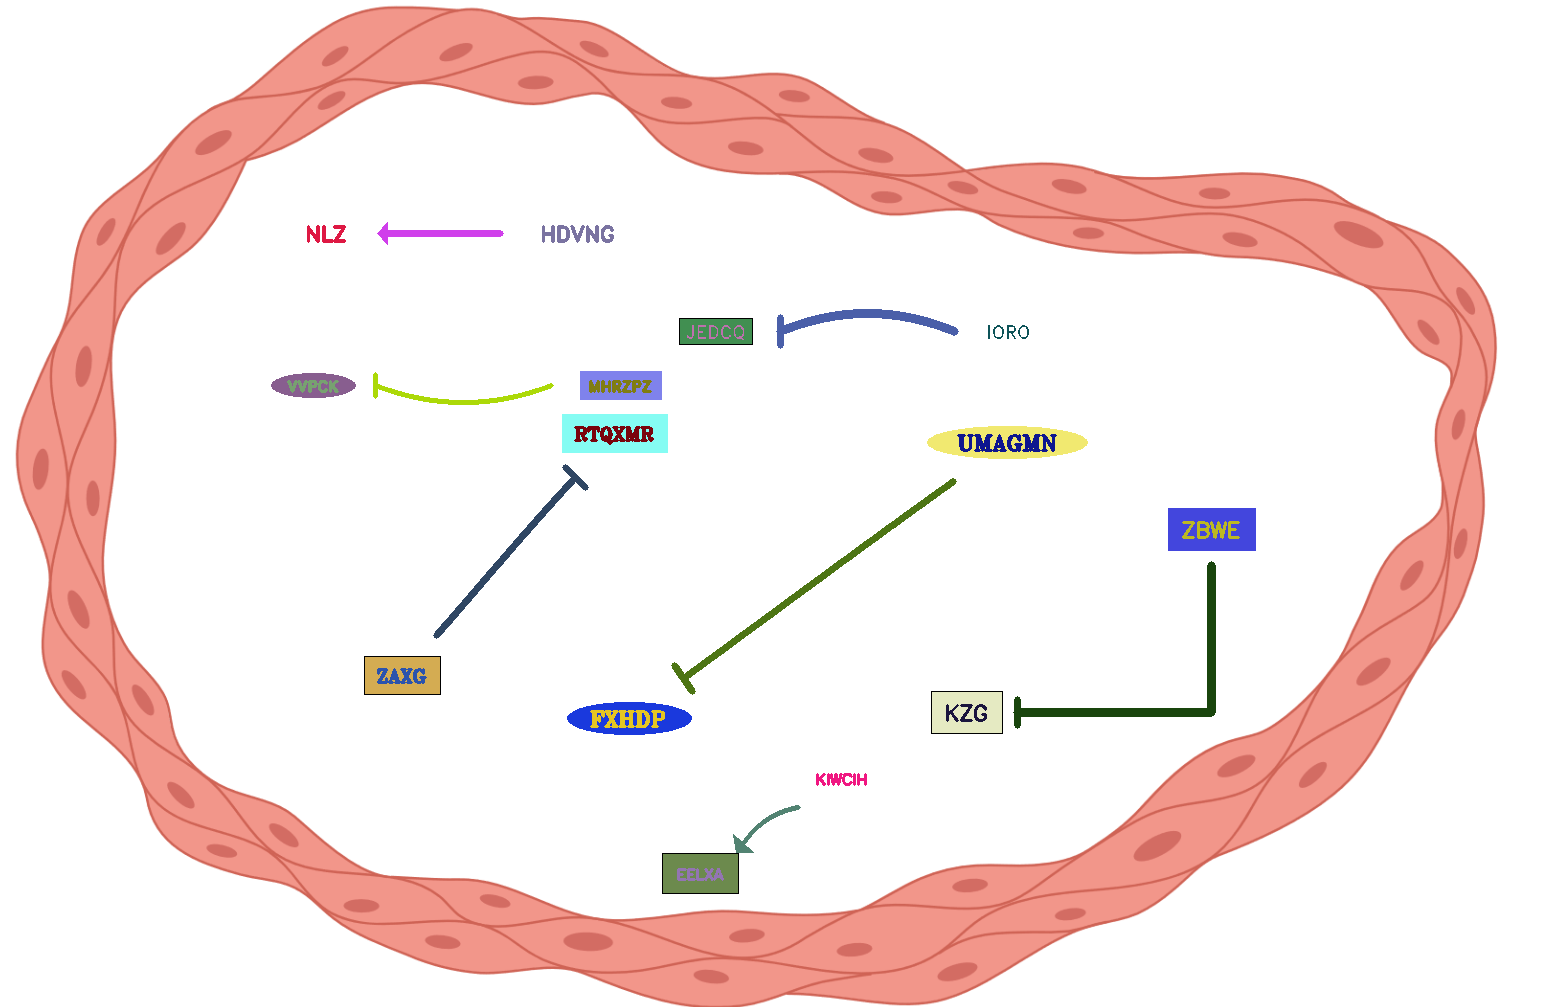 NLZ
HDVNG
JEDCQ
IORO
VVPCK
MHRZPZ
RTQXMR
UMAGMN
ZBWE
ZAXG
FXHDP
KZG
KIWCIH
EELXA